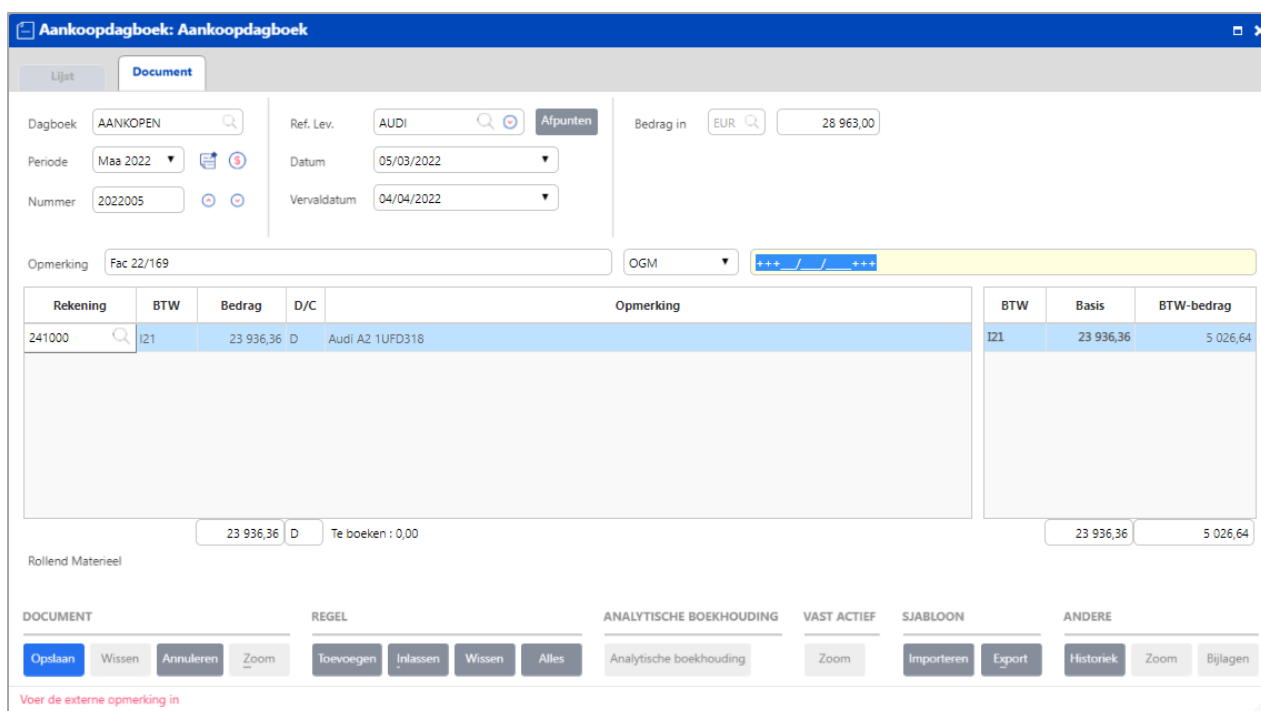 Aankoopdagboek: Aankoopdagboek
Lijst Document
Dagboek AANKOPEN Ref. Lev. AUDI Afpunten Bedrag in EUR 28 963,00
Periode Maa 2022 Datum 05/03/2022
Nummer 2022005 Vervaldatum 04/04/2022
Opmerking Fac 22/169 OGM +++___/___/____+++
Rekening BTW Bedrag D/C Opmerking BTW Basis BTW-bedrag
241000 I21 23 936,36 D Audi A2 1UFD318 I21 23 936,36 5 026,64
23 936,36 D Te boeken : 0,00 23 936,36 5 026,64
Rollend Materieel
DOCUMENT REGEL ANALYTISCHE BOEKHOUDING VAST ACTIEF SJABLOON ANDERE
Opslaan Wissen Annuleren Zoom Toevoegen Inlassen Wissen Alles Analytische boekhouding Zoom Importeren Export Historiek Zoom Bijlagen
Voer de externe opmerking in